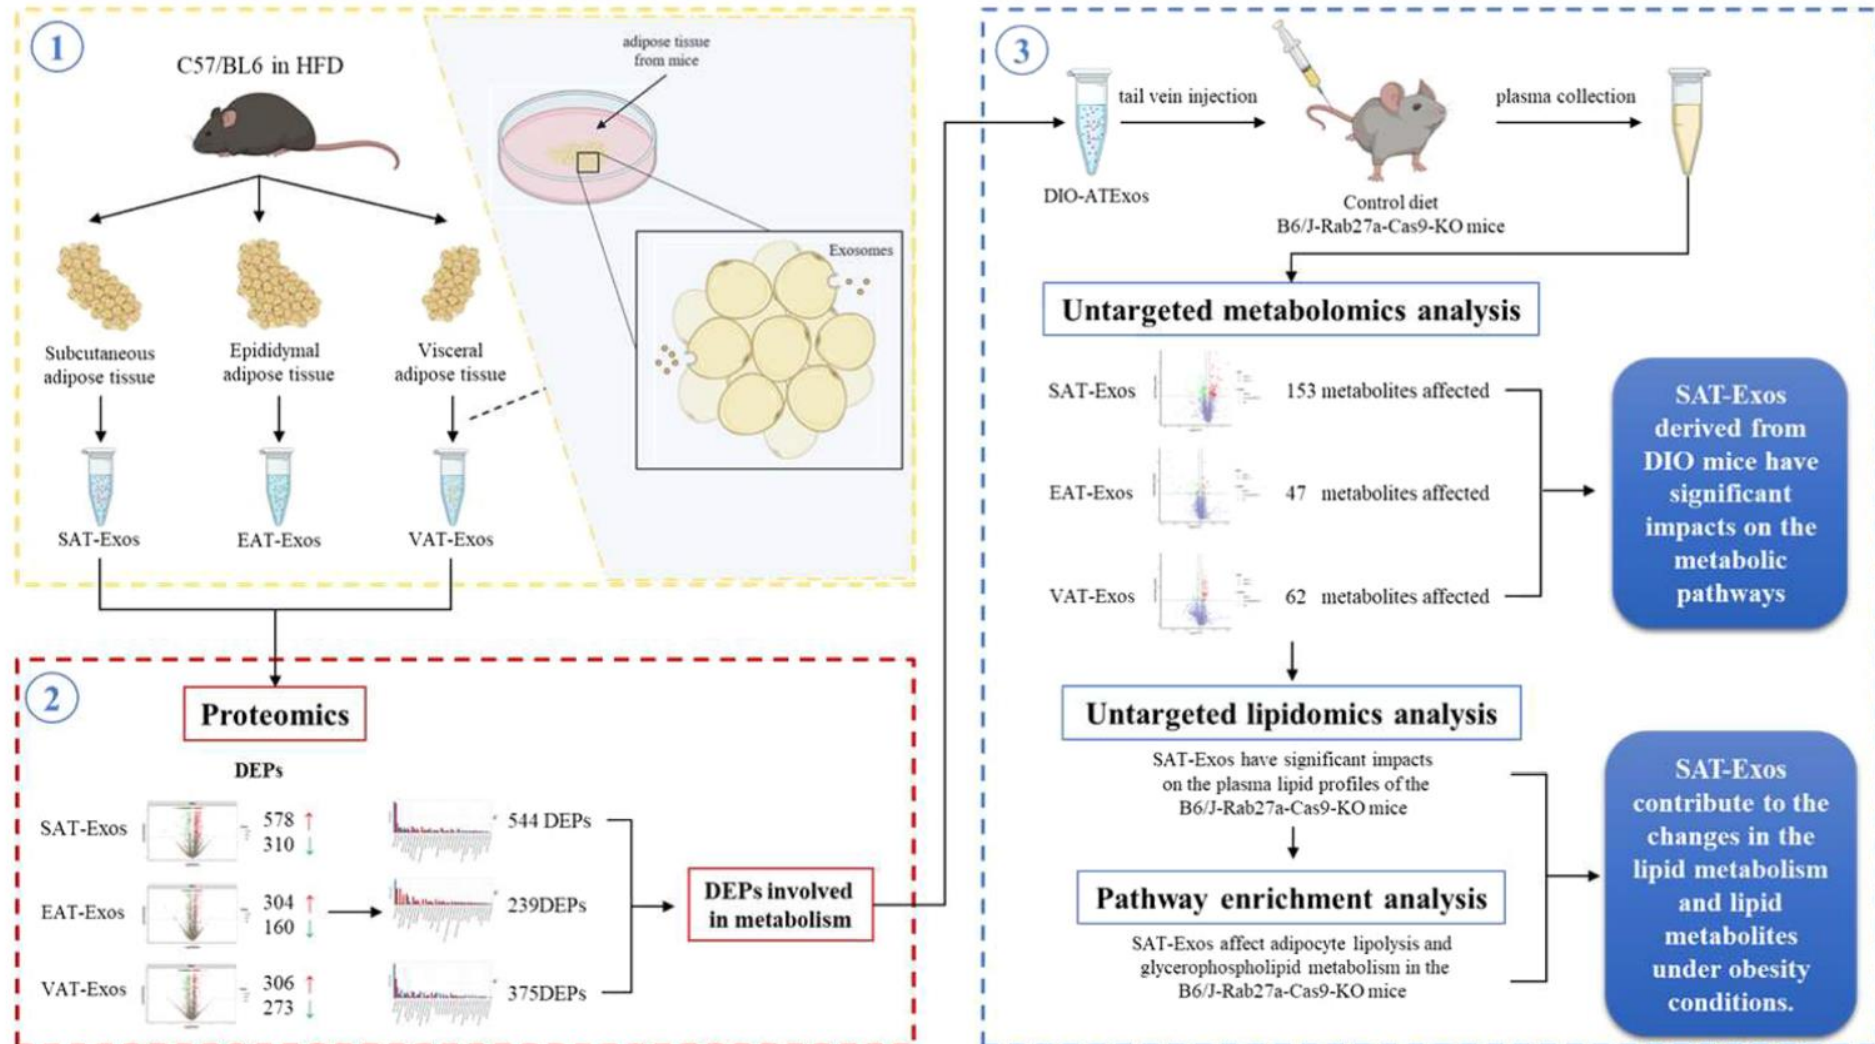 1
C57/BL6 in HFD
adipose tissue
from mice
Exosomes
Subcutaneous
adipose tissue
Epididymal
adipose tissue
Visceral
adipose tissue
SAT-Exos
EAT-Exos
VAT-Exos
2
Proteomics
DEPs
SAT-Exos
578 ↑
310 ↓
544 DEPs
EAT-Exos
304 ↑
160 ↓
239DEPs
VAT-Exos
306 ↑
273 ↓
375DEPs
DEPs involved
in metabolism
3
DIO-ATExos
tail vein injection
Control diet
B6/J-Rab27a-Cas9-KO mice
plasma collection
Untargeted metabolomics analysis
SAT-Exos
153 metabolites affected
EAT-Exos
47 metabolites affected
VAT-Exos
62 metabolites affected
SAT-Exos
derived from
DIO mice have
significant
impacts on the
metabolic
pathways
Untargeted lipidomics analysis
SAT-Exos have significant impacts
on the plasma lipid profiles of the
B6/J-Rab27a-Cas9-KO mice
Pathway enrichment analysis
SAT-Exos affect adipocyte lipolysis and
glycerophospholipid metabolism in the
B6/J-Rab27a-Cas9-KO mice
SAT-Exos
contribute to the
changes in the
lipid metabolism
and lipid
metabolites
under obesity
conditions.